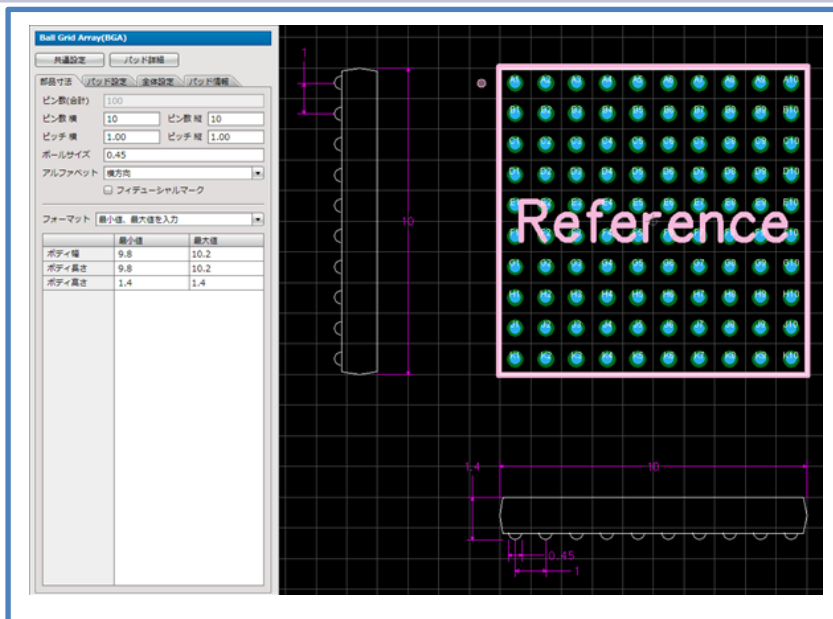 Ball Grid Array(BGA)
共通設定 パッド詳細
部品寸法 パッド設定 全体設定 パッド情報
ピン数(合計) 100
ピン数 横 10 ピン数 縦 10
ピッチ 横 1.00 ピッチ 縦 1.00
ボールサイズ 0.45
アルファベット 横方向
フィデューシャルマーク
フォーマット 最小値、最大値を入力
最小値 最大値
ボディ幅 9.8 10.2
ボディ長さ 9.8 10.2
ボディ高さ 1.4 1.4
1
10
A1 A2 A3 A4 A5 A6 A7 A8 A9 A10
B1 B2 B3 B4 B5 B6 B7 B8 B9 B10
C1 C2 C3 C4 C5 C6 C7 C8 C9 C10
D1 D2 D3 D4 D5 D6 D7 D8 D9 D10
Reference
G1 G2 G3 G4 G5 G6 G7 G8 G9 G10
H1 H2 H3 H4 H5 H6 H7 H8 H9 H10
J1 J2 J3 J4 J5 J6 J7 J8 J9 J10
K1 K2 K3 K4 K5 K6 K7 K8 K9 K10
1.4
10
0.45
1